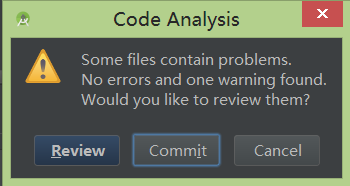 Code Analysis
Some files contain problems.
No errors and one warning found.
Would you like to review them?
Review Commit Cancel